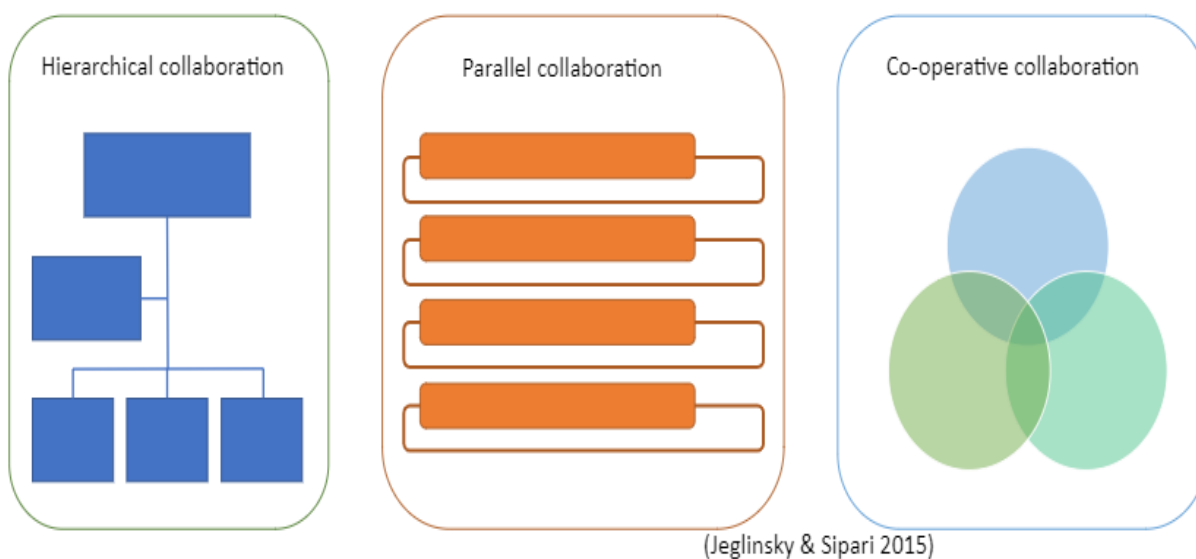 Hierarchical collaboration
Parallel collaboration
Co-operative collaboration
(Jeglinsky & Sipari 2015)